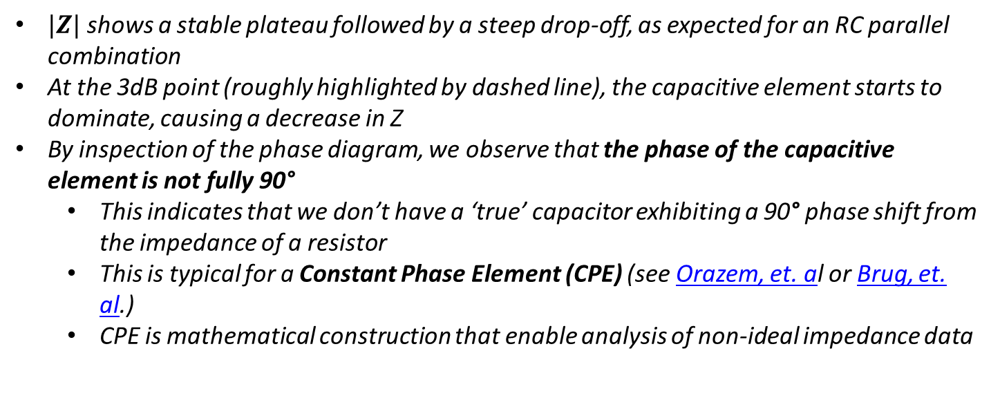 • |Z| shows a stable plateau followed by a steep drop-off, as expected for an RC parallel
combination
• At the 3dB point (roughly highlighted by dashed line), the capacitive element starts to
dominate, causing a decrease in Z
• By inspection of the phase diagram, we observe that the phase of the capacitive
element is not fully 90°
• This indicates that we don't have a ‘true’ capacitor exhibiting a 90° phase shift from
the impedance of a resistor
• This is typical for a Constant Phase Element (CPE) (see Orazem, et. al or Brug, et.
al.)
• CPE is mathematical construction that enable analysis of non-ideal impedance data